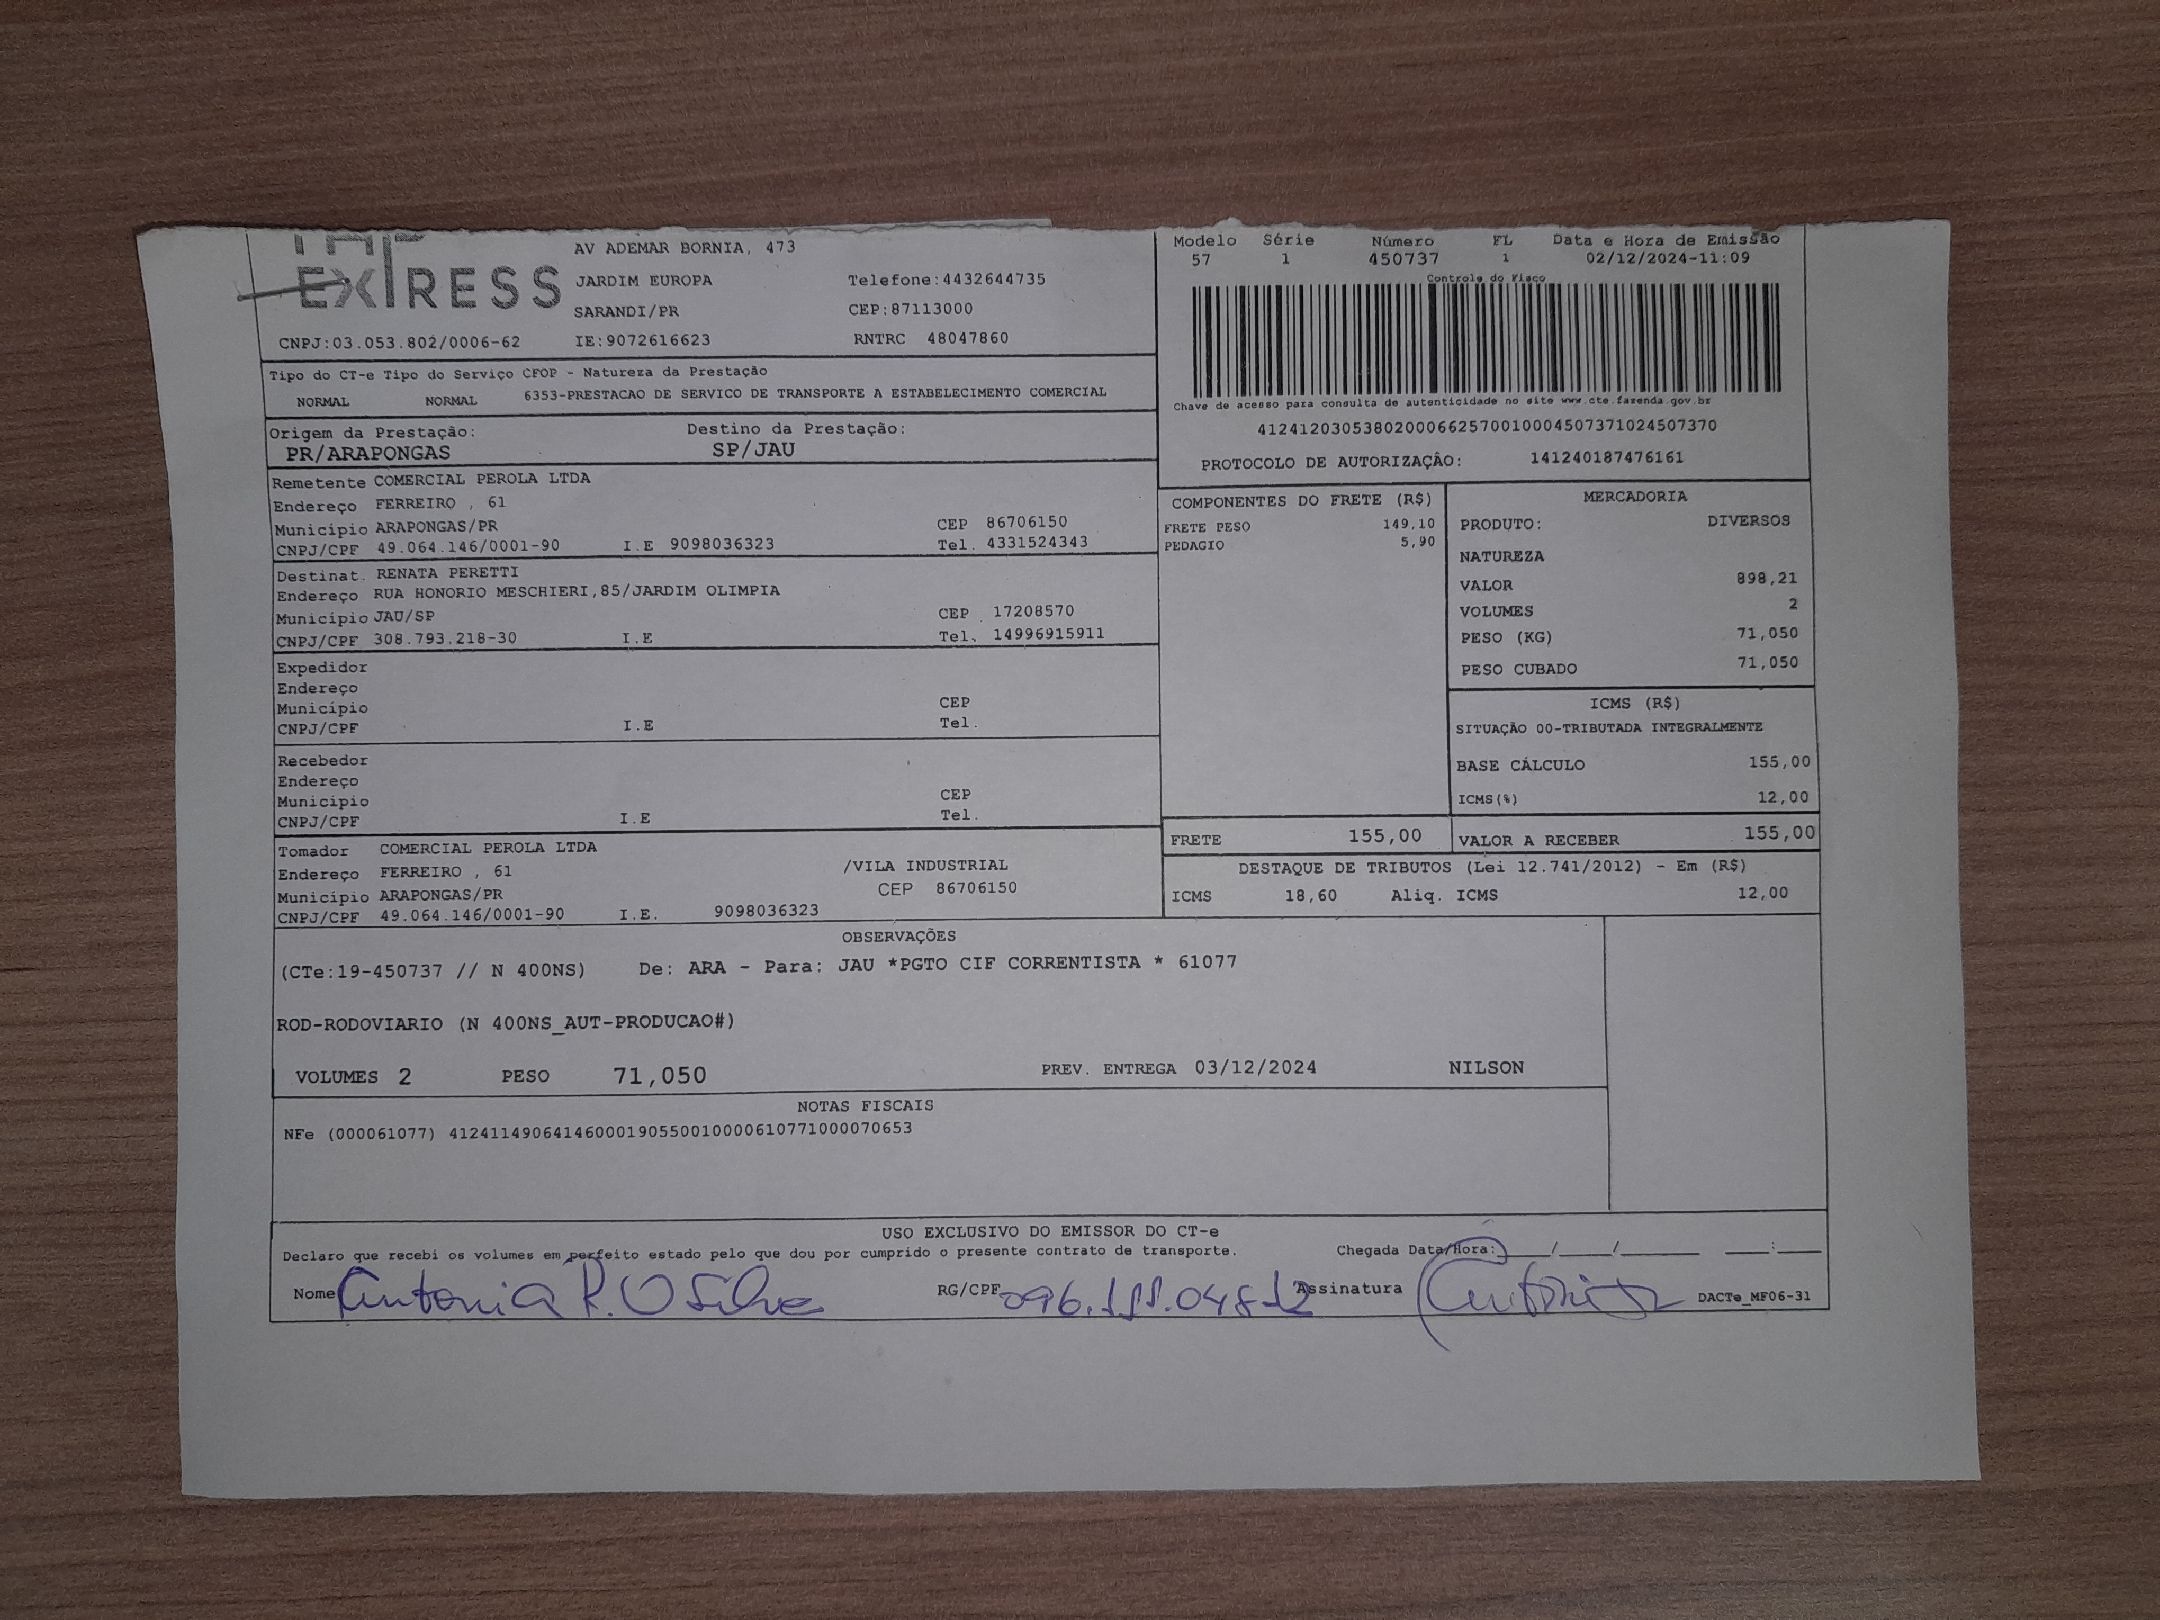 EXPRESS
AV ADEMAR BORNIA, 473
JARDIM EUROPA Telefone:4432644735
SARANDI/PR CEP:87113000
CNPJ:03.053.802/0006-62 IE:9072616623 RNTRC 48047860
Modelo Série Número FL Data e Hora de Emissão
57 1 450737 1 02/12/2024-11:09
Controle do Fisco
Chave de acesso para consulta de autenticidade no site www.cte.fazenda.gov.br
41241203053802000662570010004507371024507370
PROTOCOLO DE AUTORIZAÇÂO: 141240187476161
Tipo do CT-e Tipo do Serviço CFOP - Natureza da Prestação
NORMAL NORMAL 6353-PRESTACAO DE SERVICO DE TRANSPORTE A ESTABELECIMENTO COMERCIAL
Origem da Prestação: Destino da Prestação:
PR/ARAPONGAS SP/JAU
Remetente COMERCIAL PEROLA LTDA
Endereço FERREIRO , 61
Município ARAPONGAS/PR CEP 86706150
CNPJ/CPF 49.064.146/0001-90 I.E 9098036323 Tel. 4331524343
Destinat. RENATA PERETTI
Endereço RUA HONORIO MESCHIERI,85/JARDIM OLIMPIA
Município JAU/SP CEP 17208570
CNPJ/CPF 308.793.218-30 I.E Tel. 14996915911
Expedidor
Endereço
Município CEP
CNPJ/CPF I.E Tel.
Recebedor
Endereço
Município CEP
CNPJ/CPF I.E Tel.
Tomador COMERCIAL PEROLA LTDA
Endereço FERREIRO , 61 /VILA INDUSTRIAL
Município ARAPONGAS/PR CEP 86706150
CNPJ/CPF 49.064.146/0001-90 I.E. 9098036323
COMPONENTES DO FRETE (R$)
FRETE PESO 149,10
PEDAGIO 5,90
MERCADORIA
PRODUTO: DIVERSOS
NATUREZA
VALOR 898,21
VOLUMES 2
PESO (KG) 71,050
PESO CUBADO 71,050
ICMS (R$)
SITUAÇÃO 00-TRIBUTADA INTEGRALMENTE
BASE CÁLCULO 155,00
ICMS(%) 12,00
FRETE 155,00 VALOR A RECEBER 155,00
DESTAQUE DE TRIBUTOS (Lei 12.741/2012) - Em (R$)
ICMS 18,60 Aliq. ICMS 12,00
OBSERVAÇÕES
(CTe:19-450737 // N 400NS) De: ARA - Para: JAU *PGTO CIF CORRENTISTA * 61077
ROD-RODOVIARIO (N 400NS_AUT-PRODUCAO#)
VOLUMES 2 PESO 71,050 PREV. ENTREGA 03/12/2024 NILSON
NOTAS FISCAIS
NFe (000061077) 41241149064146000190550010000610771000070653
USO EXCLUSIVO DO EMISSOR DO CT-e
Declaro que recebi os volumes em perfeito estado pelo que dou por cumprido o presente contrato de transporte. Chegada Data/Hora:____/____/______ ___:___
Nome Antonia R. O Silva RG/CPF 096.111.048-12 Assinatura Antonia DACTe_MF06-31